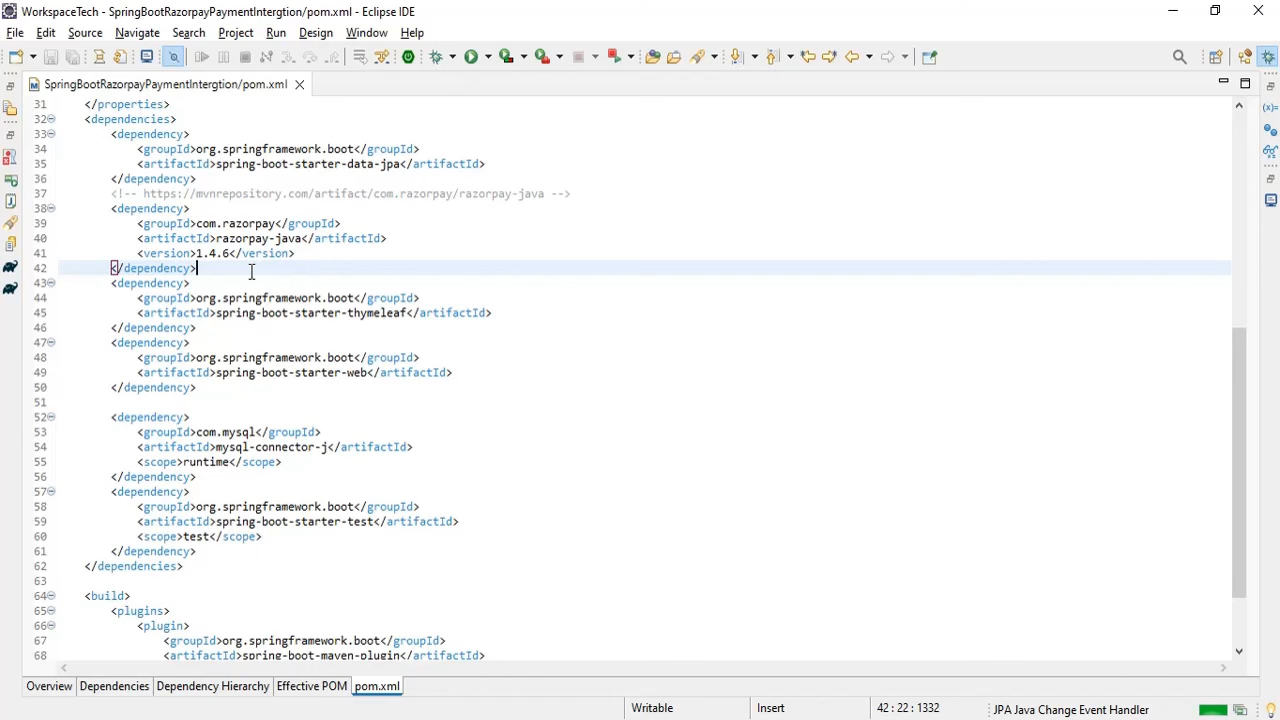 WorkspaceTech - SpringBootRazorpayPaymentIntergtion/pom.xml - Eclipse IDE
File Edit Source Navigate Search Project Run Design Window Help
SpringBootRazorpayPaymentIntergtion/pom.xml
31 </properties>
32 <dependencies>
33 <dependency>
34 <groupId>org.springframework.boot</groupId>
35 <artifactId>spring-boot-starter-data-jpa</artifactId>
36 </dependency>
37 <!-- https://mvnrepository.com/artifact/com.razorpay/razorpay-java -->
38 <dependency>
39 <groupId>com.razorpay</groupId>
40 <artifactId>razorpay-java</artifactId>
41 <version>1.4.6</version>
42 </dependency>
43 <dependency>
44 <groupId>org.springframework.boot</groupId>
45 <artifactId>spring-boot-starter-thymeleaf</artifactId>
46 </dependency>
47 <dependency>
48 <groupId>org.springframework.boot</groupId>
49 <artifactId>spring-boot-starter-web</artifactId>
50 </dependency>
51
52 <dependency>
53 <groupId>com.mysql</groupId>
54 <artifactId>mysql-connector-j</artifactId>
55 <scope>runtime</scope>
56 </dependency>
57 <dependency>
58 <groupId>org.springframework.boot</groupId>
59 <artifactId>spring-boot-starter-test</artifactId>
60 <scope>test</scope>
61 </dependency>
62 </dependencies>
63
64 <build>
65 <plugins>
66 <plugin>
67 <groupId>org.springframework.boot</groupId>
68 <artifactId>spring-boot-maven-plugin</artifactId>
Overview Dependencies Dependency Hierarchy Effective POM pom.xml
Writable Insert 42 : 22 : 1332 JPA Java Change Event Handler